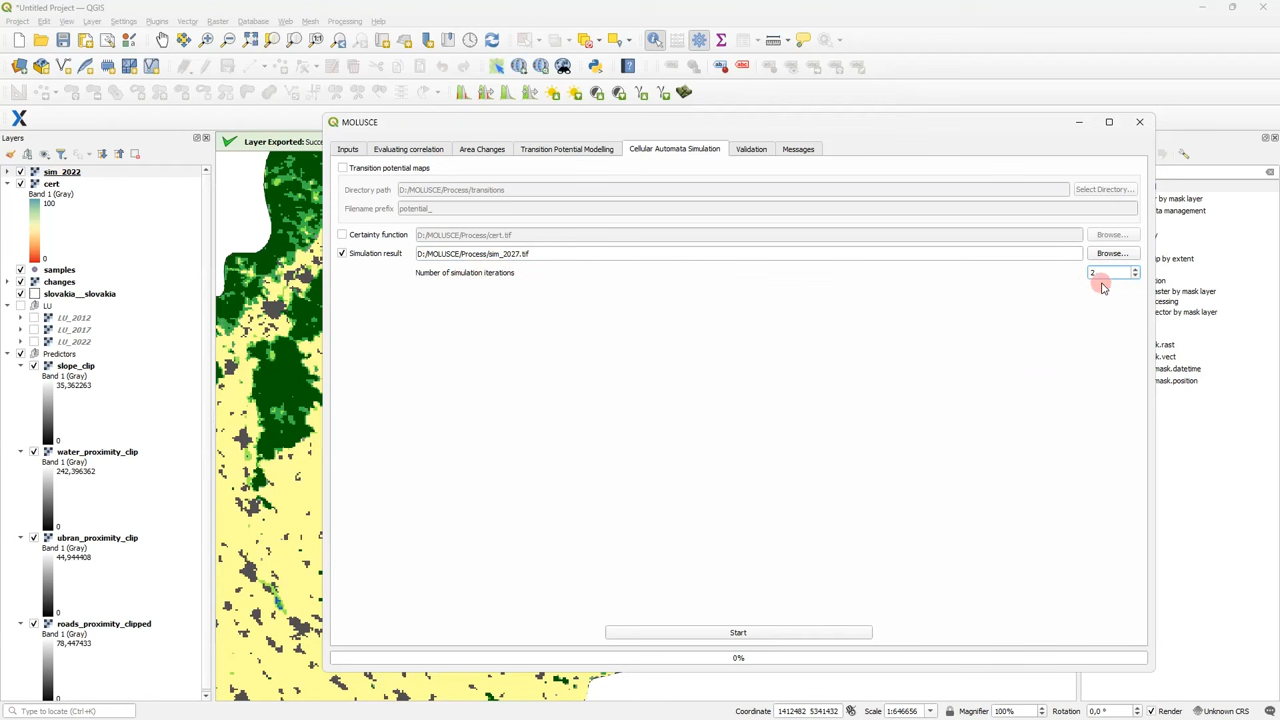 *Untitled Project — QGIS
Project Edit View Layer Settings Plugins Vector Raster Database Web Mesh Processing Help
Layers
Layer Exported: Succe
MOLUSCE
Inputs Evaluating correlation Area Changes Transition Potential Modelling Cellular Automata Simulation Validation Messages
Transition potential maps
Directory path D:/MOLUSCE/Process/transitions Select Directory...
Filename prefix potential_
Certainty function D:/MOLUSCE/Process/cert.tif Browse...
Simulation result D:/MOLUSCE/Process/sim_2027.tif Browse...
Number of simulation iterations 2
Start
0%
sim_2022
cert
Band 1 (Gray)
100
0
samples
changes
slovakia__slovakia
LU
LU_2012
LU_2017
LU_2022
Predictors
slope_clip
Band 1 (Gray)
35,362263
0
water_proximity_clip
Band 1 (Gray)
242,396362
0
ubran_proximity_clip
Band 1 (Gray)
44,944408
0
roads_proximity_clipped
Band 1 (Gray)
78,447433
0
r by mask layer
ta management
ip by extent
ction
aster by mask layer
cessing
ector by mask layer
k.rast
k.vect
mask.datetime
mask.position
Type to locate (Ctrl+K)
Coordinate 1412482 5341432 Scale 1:646656 Magnifier 100% Rotation 0,0 ° Render Unknown CRS